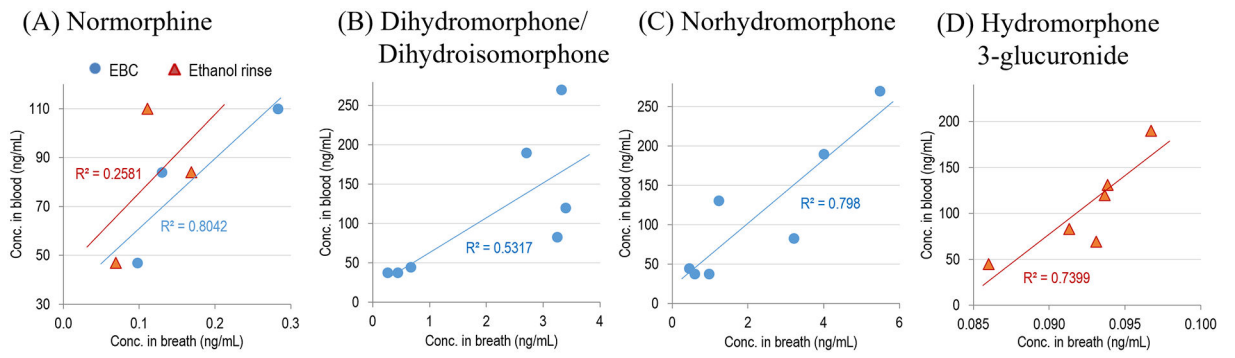 (A) Normorphine
EBC
Ethanol rinse
Conc. in blood (ng/mL)
110
90
70
50
30
R² = 0.2581
R² = 0.8042
0.0
0.1
0.2
0.3
Conc. in breath (ng/mL)
(B) Dihydromorphone/
Dihydroisomorphone
Conc. in blood (ng/mL)
250
200
150
100
50
0
R² = 0.5317
0
1
2
3
4
Conc. in breath (ng/mL)
(C) Norhydromorphone
Conc. in blood (ng/mL)
250
200
150
100
50
0
R² = 0.798
0
2
4
6
Conc. in breath (ng/mL)
(D) Hydromorphone
3-glucuronide
Conc. in blood (ng/mL)
200
150
100
50
0
R² = 0.7399
0.085
0.090
0.095
0.100
Conc. in breath (ng/mL)